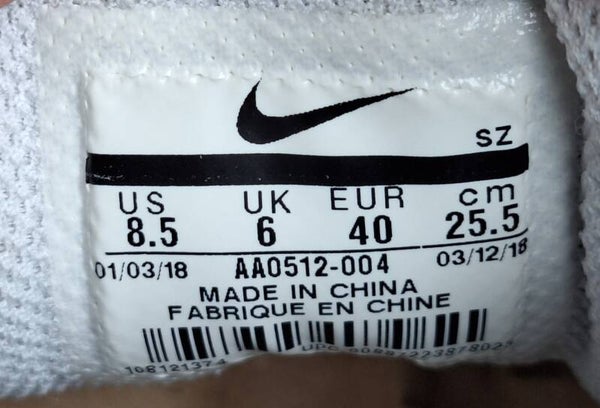 SZ
US UK EUR cm
8.5 6 40 25.5
01/03/18 AA0512-004 03/12/18
MADE IN CHINA
FABRIQUE EN CHINE